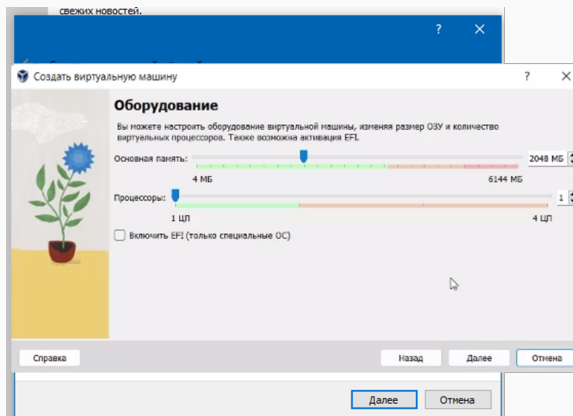 свежих новостей.
?
Создать виртуальную машину
?
Оборудование
Вы можете настроить оборудование виртуальной машины, изменяя размер ОЗУ и количество
виртуальных процессоров. Также возможна активация EFI.
Основная память:
2048 МБ
4 МБ
6144 МБ
Процессоры:
1
1 ЦП
4 ЦП
Включить EFI (только специальные ОС)
Справка
Назад
Далее
Отмена
Далее
Отмена